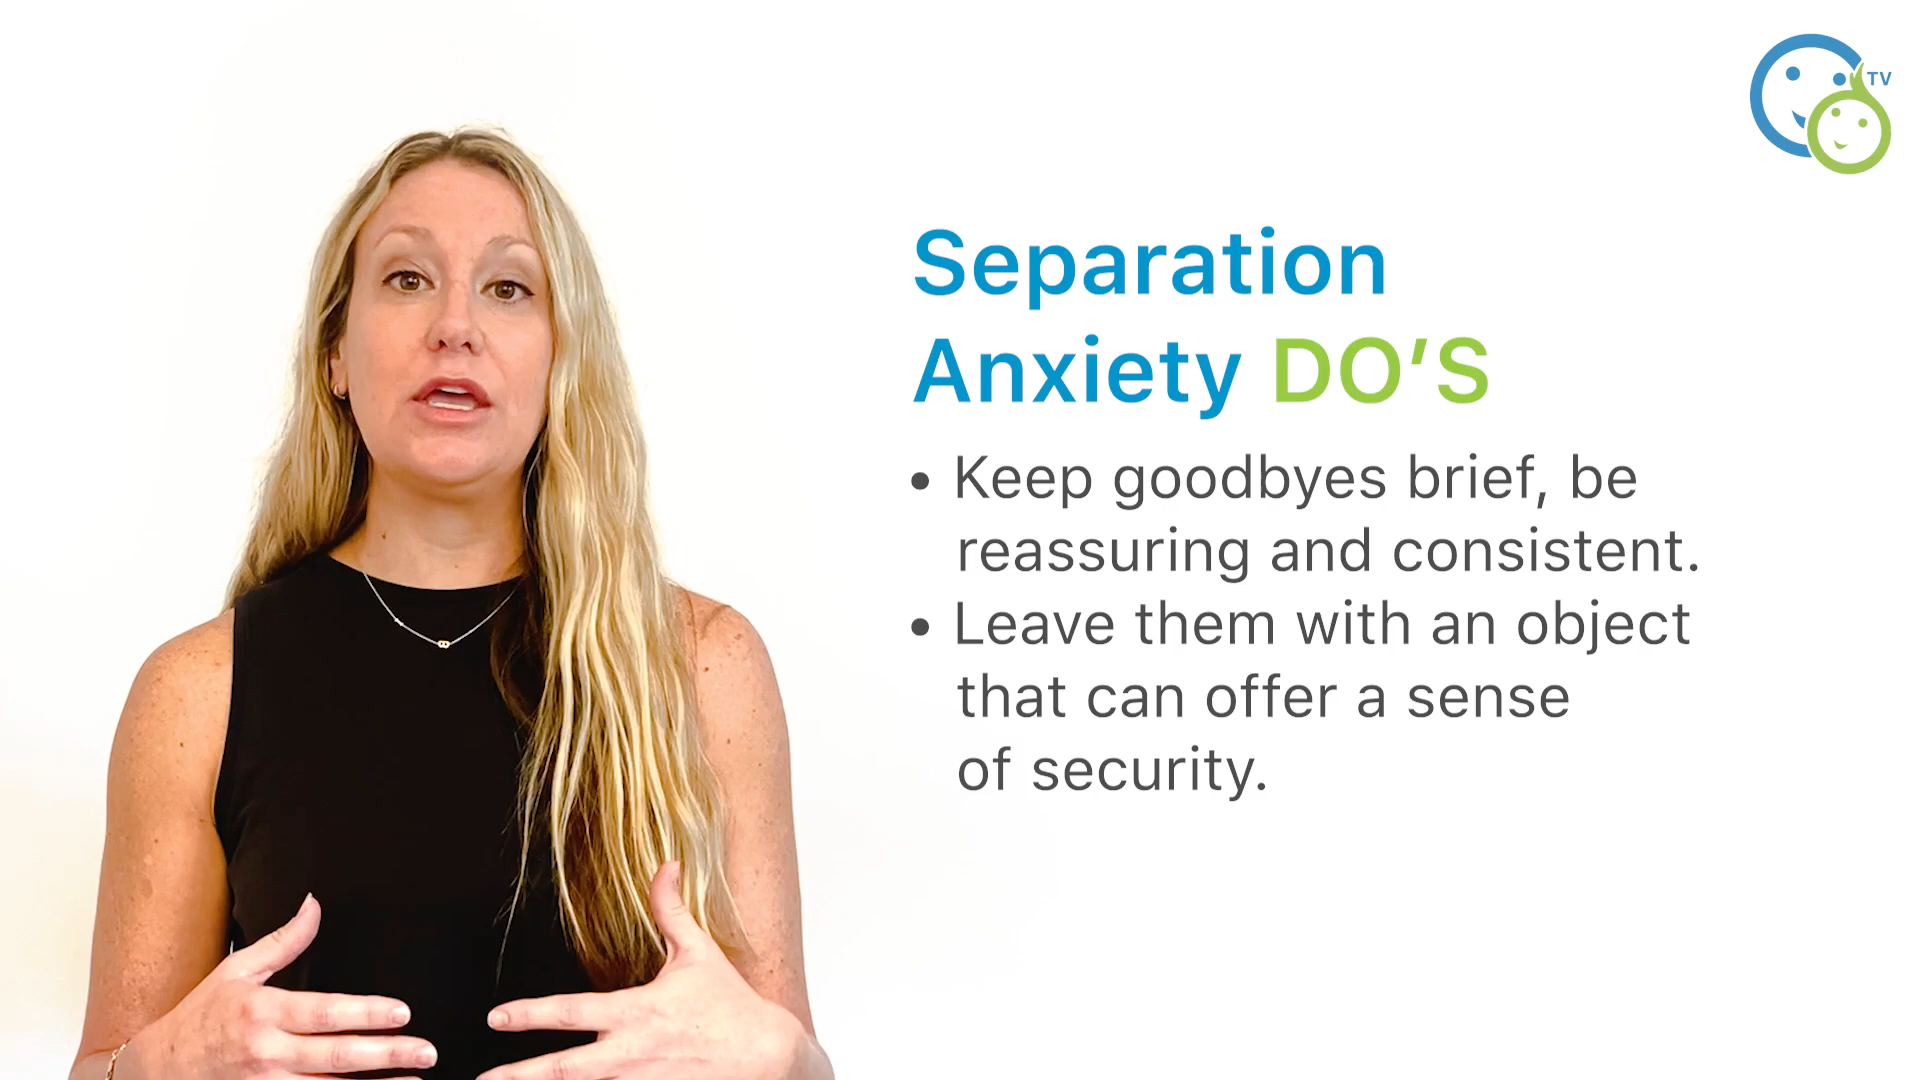 TV
Separation
Anxiety DO’S
• Keep goodbyes brief, be
reassuring and consistent.
• Leave them with an object
that can offer a sense
of security.